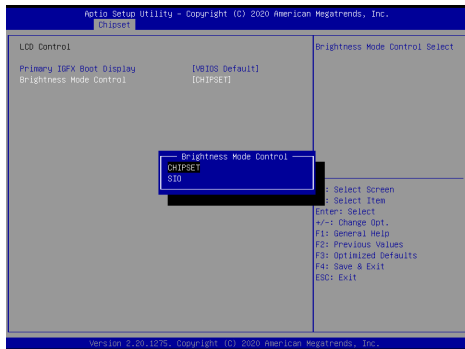 Aptio Setup Utility – Copyright (C) 2020 American Megatrends, Inc.
Chipset
LCD Control
Primary IGFX Boot Display [VBIOS Default]
Brightness Mode Control [CHIPSET]
Brightness Mode Control Select
Brightness Mode Control
CHIPSET
SIO
: Select Screen
: Select Item
Enter: Select
+/-: Change Opt.
F1: General Help
F2: Previous Values
F3: Optimized Defaults
F4: Save & Exit
ESC: Exit
Version 2.20.1275. Copyright (C) 2020 American Megatrends, Inc.